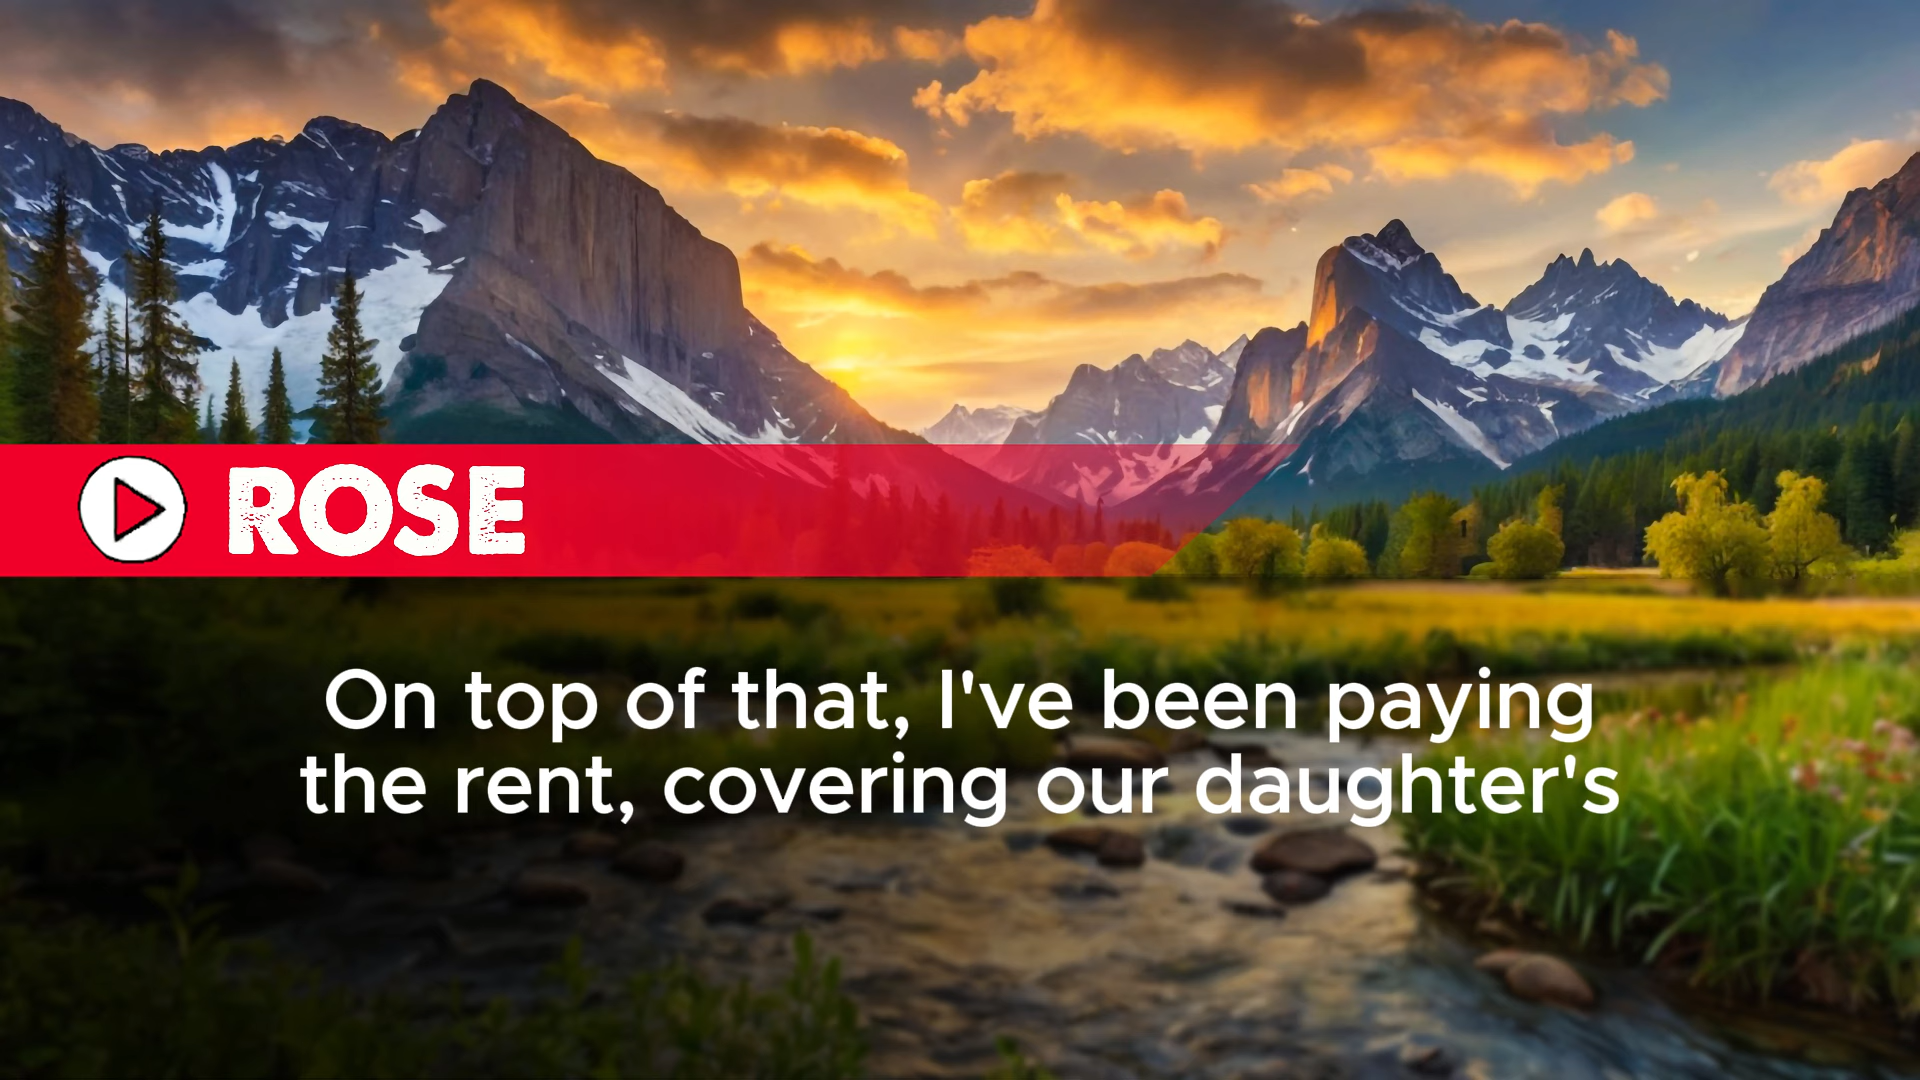 ROSE
On top of that, I've been paying
the rent, covering our daughter's